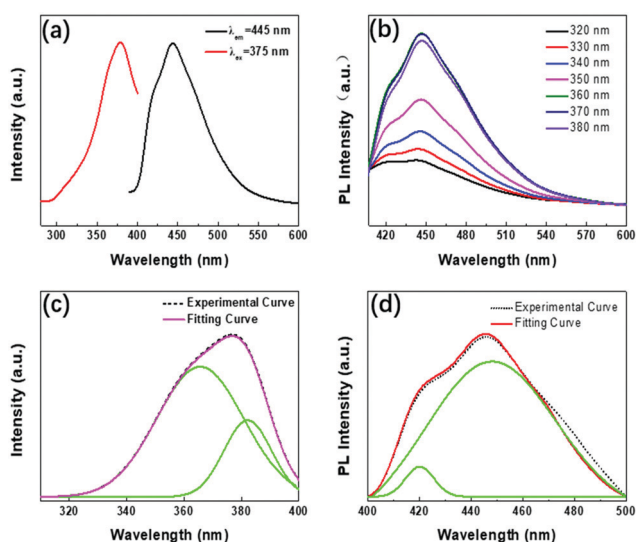 (a)
λem=445 nm
λex=375 nm
Intensity (a.u.)
300 350 400 450 500 550 600
Wavelength (nm)
(b)
320 nm
330 nm
340 nm
350 nm
360 nm
370 nm
380 nm
PL Intensity（a.u.）
420 450 480 510 540 570 600
Wavelength (nm)
(c)
Experimental Curve
Fitting Curve
Intensity (a.u.)
320 340 360 380 400
Wavelength (nm)
(d)
Experimental Curve
Fitting Curve
PL Intensity (a.u.)
400 420 440 460 480 500
Wavelength (nm)